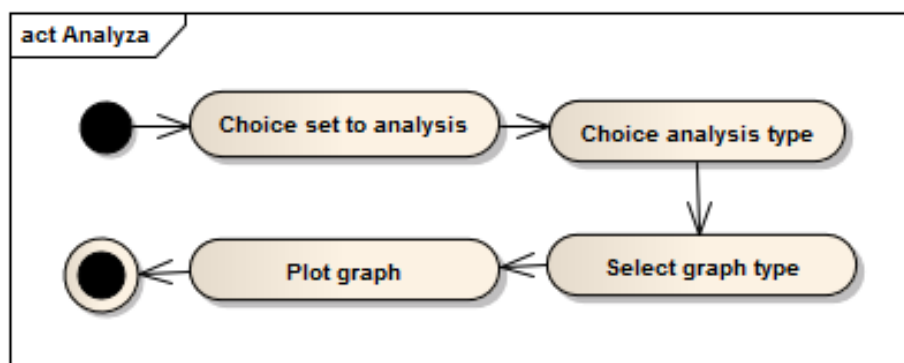 act Analyza
Choice set to analysis
Choice analysis type
Select graph type
Plot graph